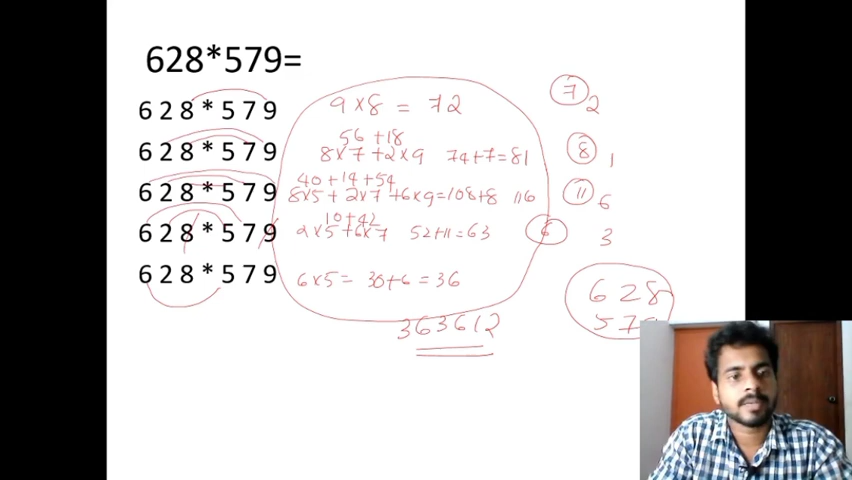 628*579=
628*579 9×8 = 72 7 2
56 +18
628*579 8×7 +2×9 74+7=81 8 1
40+14+54
628*579 8×5+ 2×7 +6×9=108+8 116 11 6
10+42
628*579 2×5+6×7 52+11=63 6 3
628*579 6×5= 30+6 =36
628
363612
57